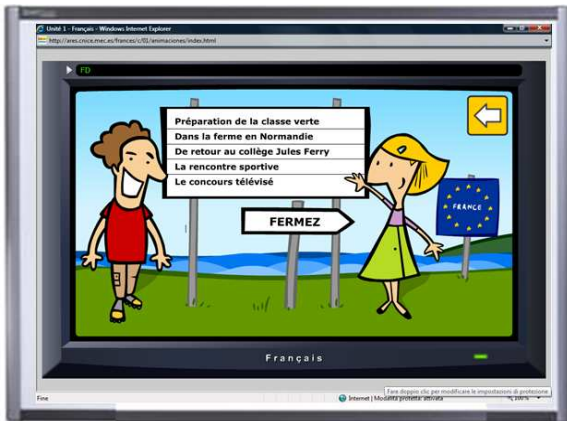 Unité 1 - Français - Windows Internet Explorer
http://ares.cnice.mec.es/frances/c/01/animaciones/index.html
FD
Préparation de la classe verte
Dans la ferme en Normandie
De retour au collège Jules Ferry
La rencontre sportive
Le concours télévisé
FERMEZ
FRANCE
Français
Fare doppio clic per modificare le impostazioni di protezione
Fine
Internet | Modalità protetta: attivata
100%